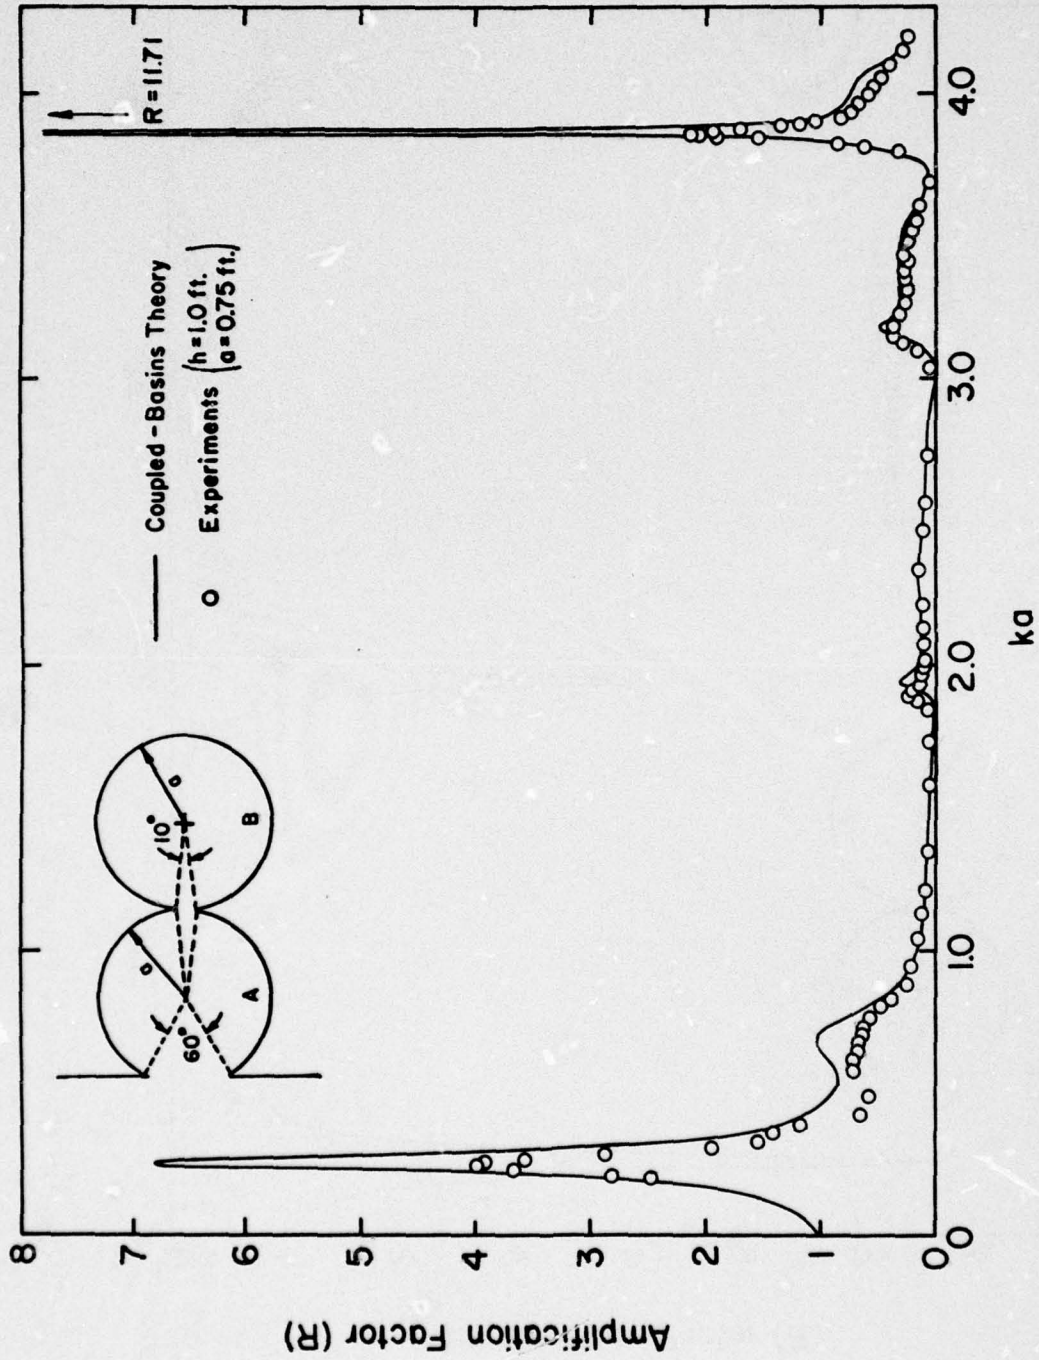 Amplification Factor (R)
8
7
6
5
4
3
2
1
0
0
1.0
2.0
3.0
4.0
ka
60°
a
A
10°
a
B
Coupled-Basins Theory
Experiments (h=1.0 ft.
a=0.75 ft.)
R=11.71